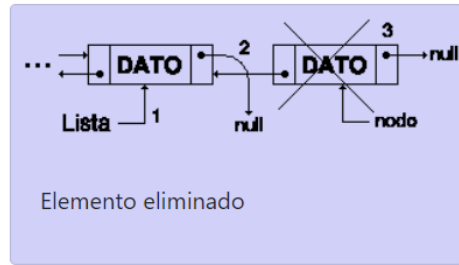 ... DATO 2 DATO 3 null
Lista 1 null nodo
Elemento eliminado